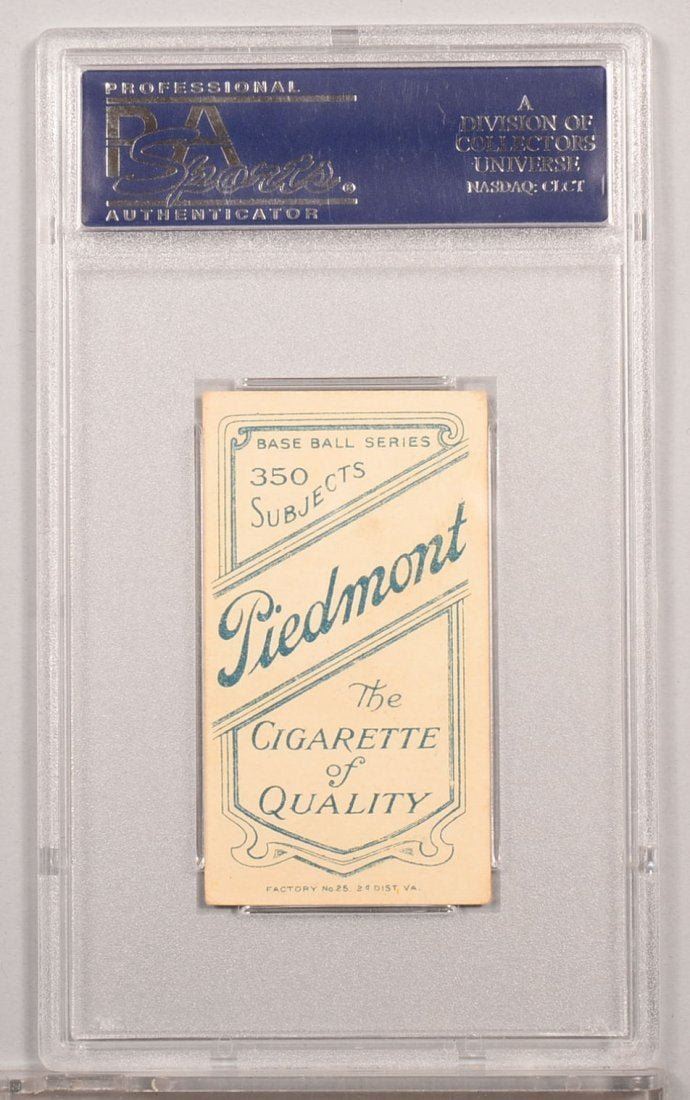 PROFESSIONAL
PSA
Sports®
AUTHENTICATOR
A
DIVISION OF
COLLECTORS
UNIVERSE
NASDAQ: CLCT
BASE BALL SERIES
350
SUBJECTS
Piedmont
The
CIGARETTE
of
QUALITY
FACTORY No 25. 2d DIST. VA.